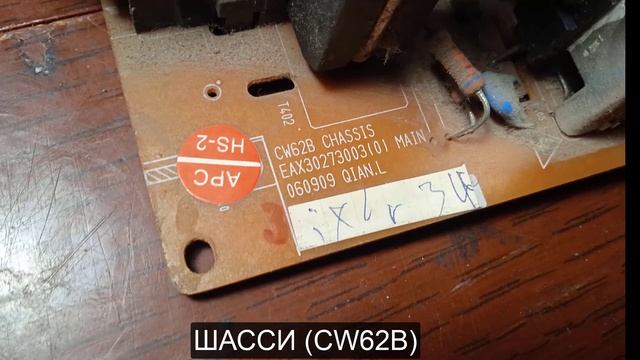 T402
CW62B CHASSIS
EAX30273003(0) MAIN
060909 QIAN.L
APC
HS-2
ШАССИ (CW62B)